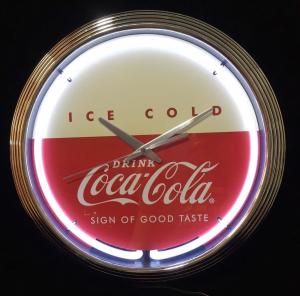 ICE COLD
DRINK
Coca-Cola®
SIGN OF GOOD TASTE